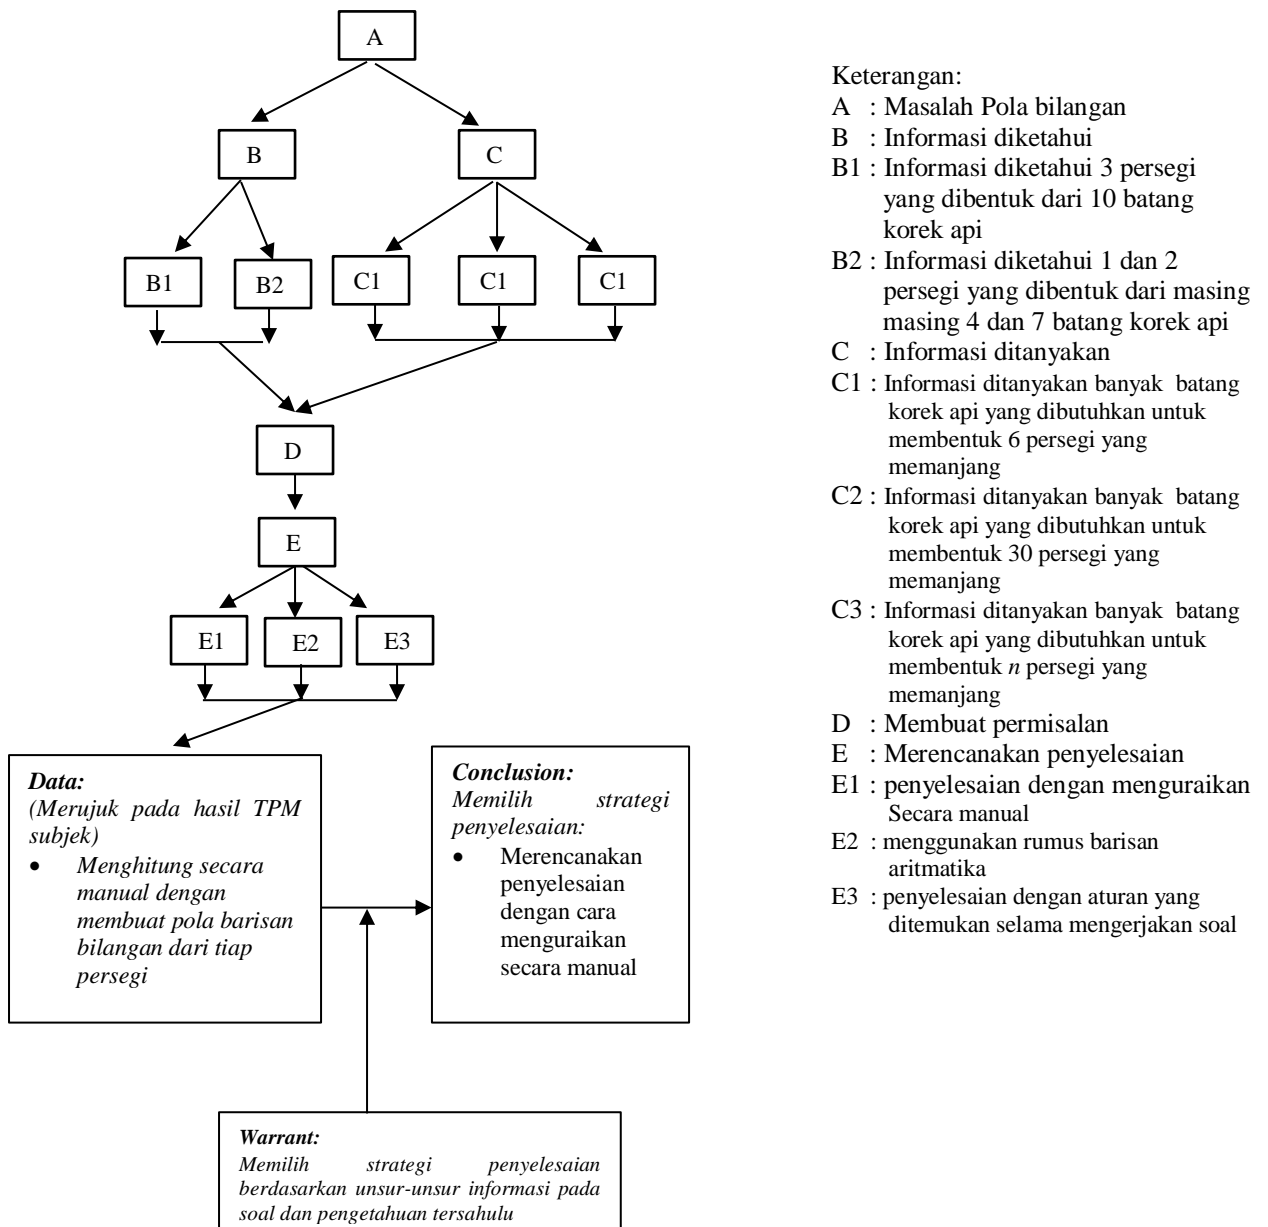 A
B
C
B1
B2
C1
C1
C1
D
E
E1
E2
E3
Data:
(Merujuk pada hasil TPM
subjek)
• Menghitung secara
manual dengan
membuat pola barisan
bilangan dari tiap
persegi
Conclusion:
Memilih strategi
penyelesaian:
• Merencanakan
penyelesaian
dengan cara
menguraikan
secara manual
Warrant:
Memilih strategi penyelesaian
berdasarkan unsur-unsur informasi pada
soal dan pengetahuan tersahulu
Keterangan:
A : Masalah Pola bilangan
B : Informasi diketahui
B1 : Informasi diketahui 3 persegi
yang dibentuk dari 10 batang
korek api
B2 : Informasi diketahui 1 dan 2
persegi yang dibentuk dari masing
masing 4 dan 7 batang korek api
C : Informasi ditanyakan
C1 : Informasi ditanyakan banyak batang
korek api yang dibutuhkan untuk
membentuk 6 persegi yang
memanjang
C2 : Informasi ditanyakan banyak batang
korek api yang dibutuhkan untuk
membentuk 30 persegi yang
memanjang
C3 : Informasi ditanyakan banyak batang
korek api yang dibutuhkan untuk
membentuk n persegi yang
memanjang
D : Membuat permisalan
E : Merencanakan penyelesaian
E1 : penyelesaian dengan menguraikan
Secara manual
E2 : menggunakan rumus barisan
aritmatika
E3 : penyelesaian dengan aturan yang
ditemukan selama mengerjakan soal